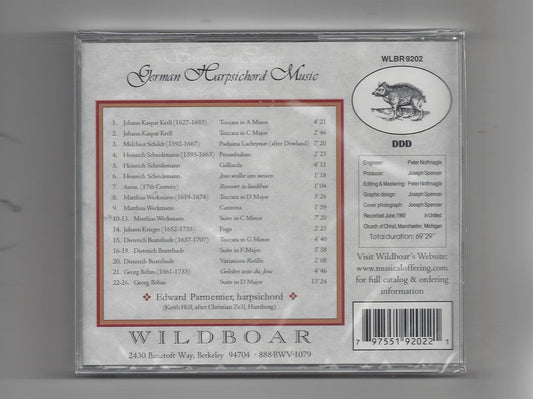 German Harpsichord Music
1. Johann Kaspar Kerll (1627-1693) Toccata in A Minor 4'21
2. Johann Kaspar Kerll Toccata in C Major 2'46
3. Melchior Schildt (1592-1667) Paduana Lachrymæ (after Dowland) 7'20
4. Heinrich Scheidemann (1595-1663) Præambulum 2'23
5. Heinrich Scheidemann Galliarda 4'11
6. Heinrich Scheidemann Jesu wollst uns weisen 1'18
7. Anon. (17th Century) Resonet in laudibus 1'04
8. Matthias Weckmann (1619-1674) Toccata in D Major 3'26
9. Matthias Weckmann Canzona 1'39
10-13. Matthias Weckmann Suite in C Minor 7'20
14. Johann Krieger (1652-1735) Fuga 2'25
15. Dieterich Buxtehude (1637-1707) Toccata in G Major 4'40
16-19. Dieterich Buxtehude Suite in F Major 5'58
20. Dieterich Buxtehude Variations Rofilis 2'08
21. Georg Böhm (1661-1733) Gelobet seist du, Jesu 4'46
22-26. Georg Böhm Suite in D Major 13'24
Edward Parmentier, harpsichord
(Keith Hill, after Christian Zell, Hamburg)
WILDBOAR
2430 Bancroft Way, Berkeley 94704 · 888-BWV-1079
WLBR 9202
DDD
Engineer: Peter Nothnagle
Producer: Joseph Spencer
Editing & Mastering: Peter Nothnagle
Graphic design: Joseph Spencer
Cover photograph: Joseph Spencer
Recorded June, 1992 in United
Church of Christ, Manchester, Michigan
Total duration: 69'29"
Visit Wildboar's Website:
www.musicaloffering.com
for full catalog & ordering
information
7 97551 92022 1